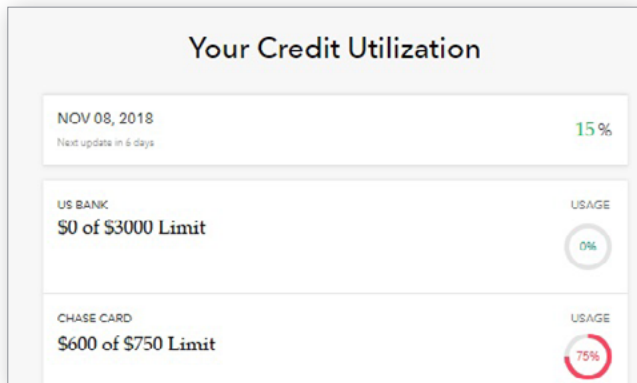 Your Credit Utilization
NOV 08, 2018
15%
Next update in 6 days
US BANK
USAGE
$0 of $3000 Limit
0%
CHASE CARD
USAGE
$600 of $750 Limit
75%